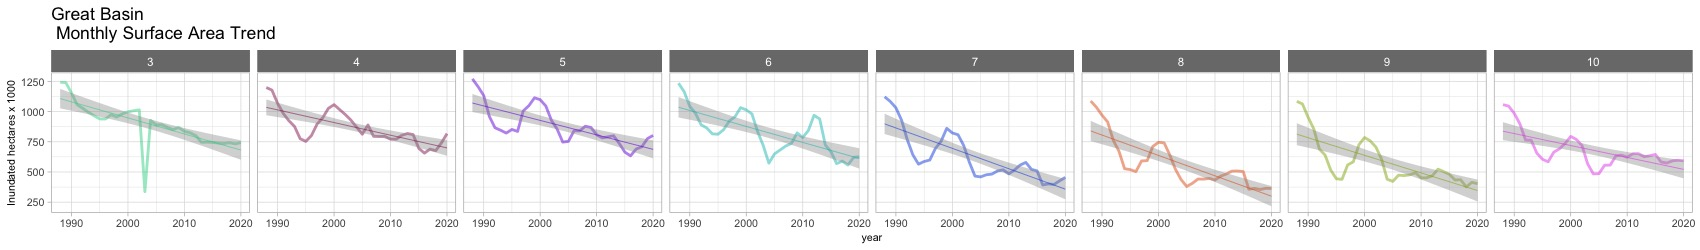 Great Basin
Monthly Surface Area Trend
3 4 5 6 7 8 9 10
Inundated hectares x 1000
1250
1000
750
500
250
1990 2000 2010 2020 1990 2000 2010 2020 1990 2000 2010 2020 1990 2000 2010 2020 1990 2000 2010 2020 1990 2000 2010 2020 1990 2000 2010 2020 1990 2000 2010 2020
year